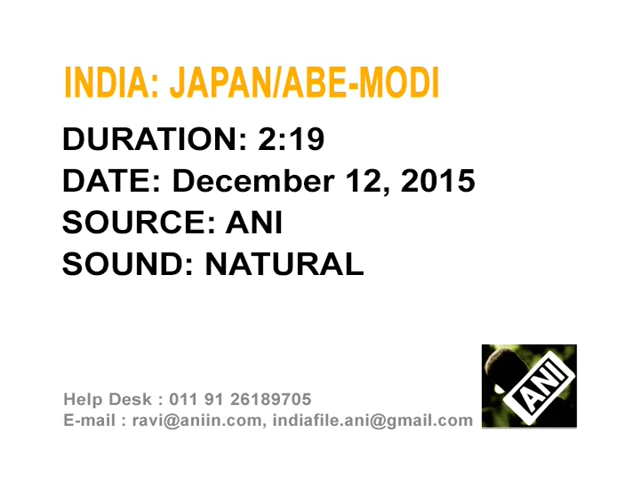 INDIA: JAPAN/ABE-MODI
DURATION: 2:19
DATE: December 12, 2015
SOURCE: ANI
SOUND: NATURAL
Help Desk : 011 91 26189705
E-mail : ravi@aniin.com, indiafile.ani@gmail.com
ANI